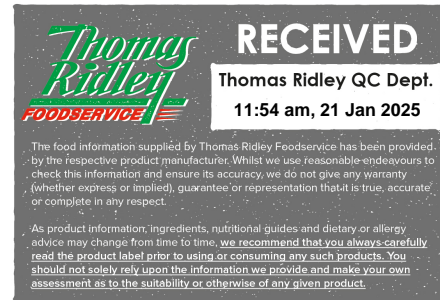 Thomas
Ridley
FOODSERVICE
RECEIVED
Thomas Ridley QC Dept.
11:54 am, 21 Jan 2025
The food information supplied by Thomas Ridley Foodservice has been provided
by the respective product manufacturer. Whilst we use reasonable endeavours to
check this information and ensure its accuracy, we do not give any warranty
(whether express or implied), guarantee or representation that it is true, accurate
or complete in any respect.
As product information, ingredients, nutritional guides and dietary or allergy
advice may change from time to time, we recommend that you always carefully
read the product label prior to using or consuming any such products. You
should not solely rely upon the information we provide and make your own
assessment as to the suitability or otherwise of any given product.